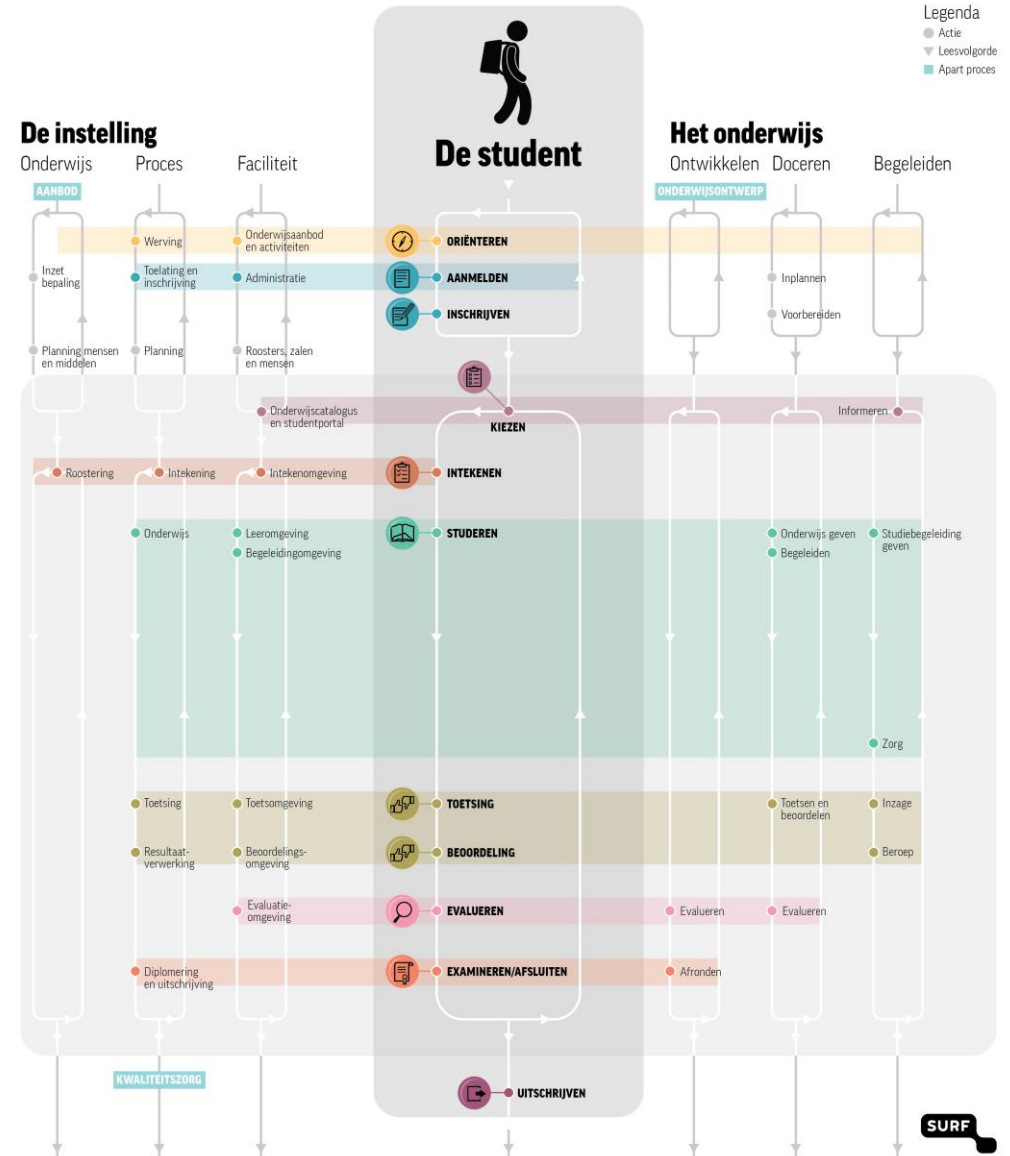 Legenda
Actie
Leesvolgorde
Apart proces
De instelling
De student
Het onderwijs
Onderwijs
Proces
Faciliteit
Ontwikkelen
Doceren
Begeleiden
AANBOD
ONDERWIJSONTWERP
Werving
Onderwijsaanbod
en activiteiten
ORIËNTEREN
Inzet
bepaling
Toelating en
inschrijving
Administratie
AANMELDEN
Inplannen
INSCHRIJVEN
Voorbereiden
Planning mensen
en middelen
Planning
Roosters, zalen
en mensen
Onderwijscatalogus
en studentportal
KIEZEN
Informeren
Roostering
Intekening
Intekenomgeving
INTEKENEN
Onderwijs
Leeromgeving
Begeleidingomgeving
STUDEREN
Onderwijs geven
Begeleiden
Studiebegeleiding
geven
Zorg
Toetsing
Toetsomgeving
TOETSING
Toetsen en
beoordelen
Inzage
Resultaat-
verwerking
Beoordelings-
omgeving
BEOORDELING
Beroep
Evaluatie-
omgeving
EVALUEREN
Evalueren
Evalueren
Diplomering
en uitschrijving
EXAMINEREN/AFSLUITEN
Afronden
KWALITEITSZORG
UITSCHRIJVEN
SURF